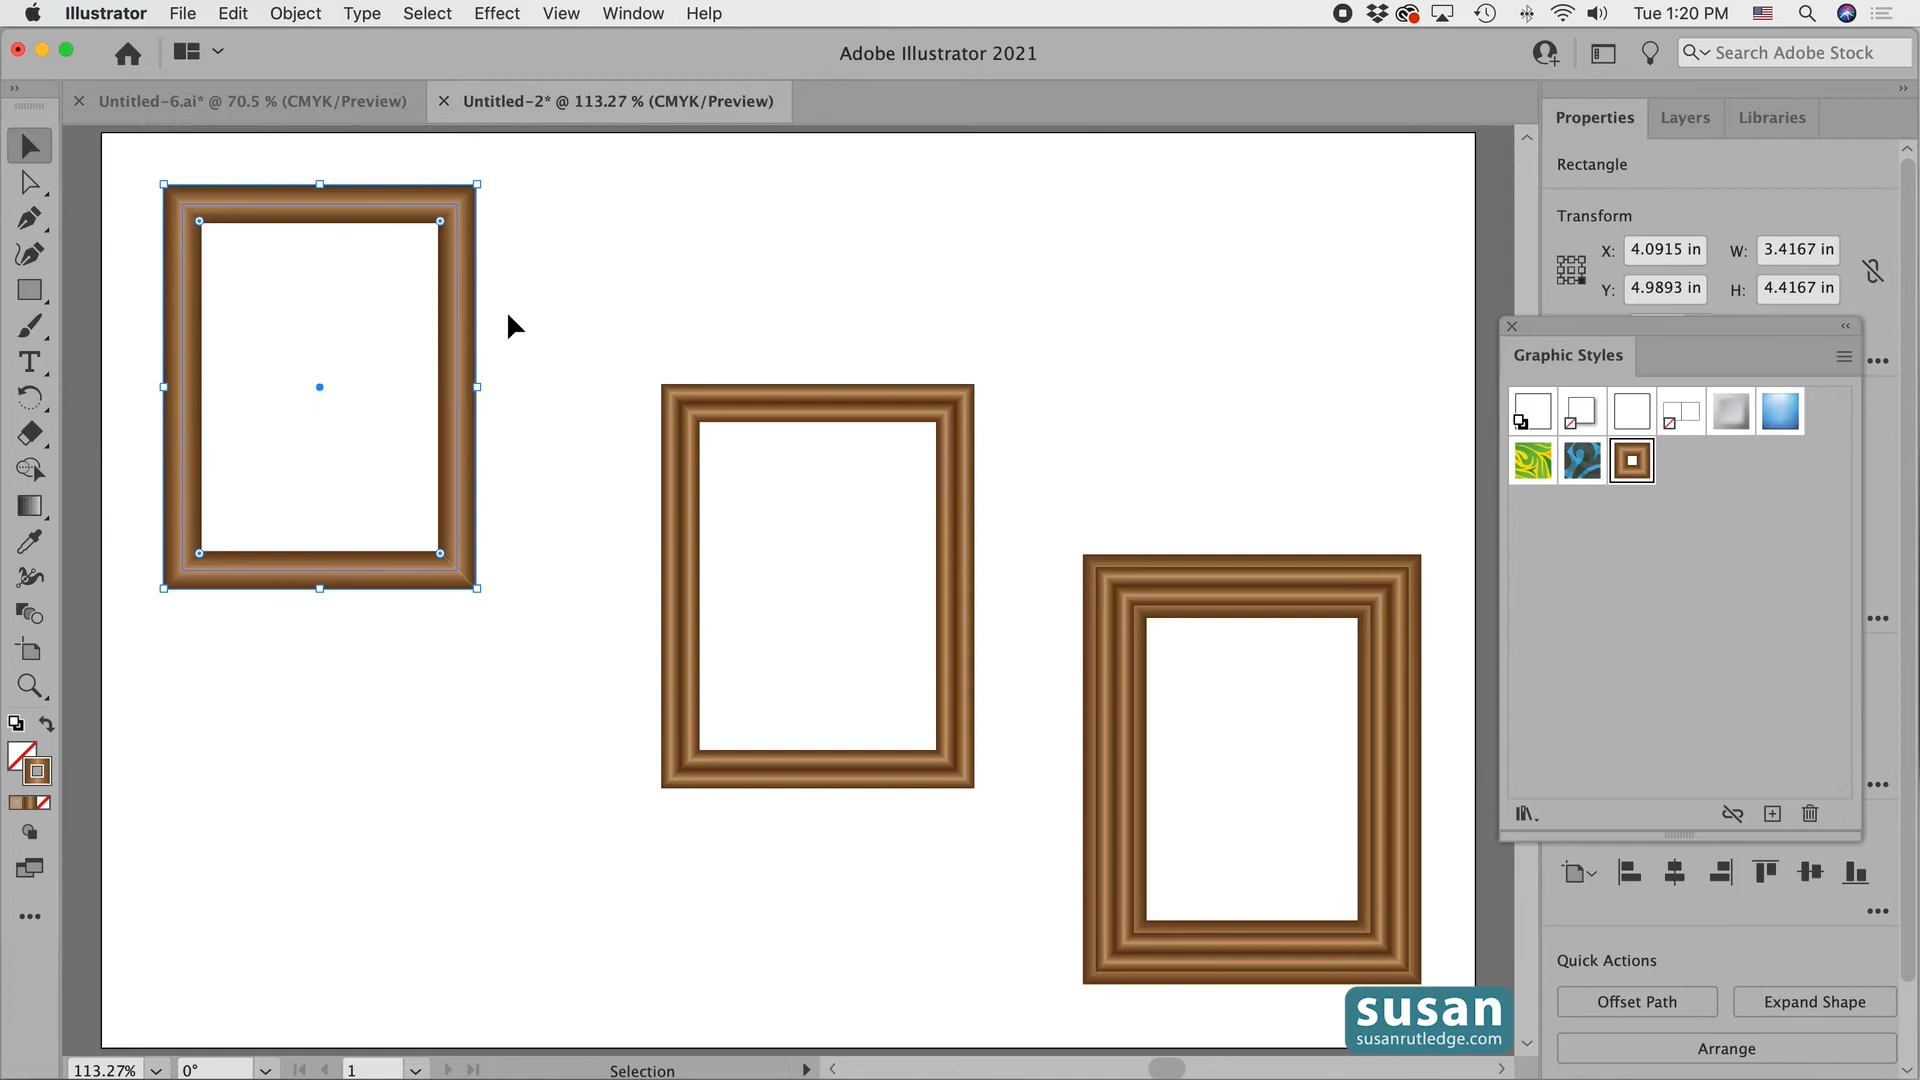 Illustrator File Edit Object Type Select Effect View Window Help Tue 1:20 PM
Adobe Illustrator 2021 Search Adobe Stock
Untitled-6.ai* @ 70.5 % (CMYK/Preview) Untitled-2* @ 113.27 % (CMYK/Preview)
Properties Layers Libraries
Rectangle
Transform
X: 4.0915 in W: 3.4167 in
Y: 4.9893 in H: 4.4167 in
Graphic Styles
Quick Actions
Offset Path Expand Shape
Arrange
susan
susanrutledge.com
113.27% 0° 1 Selection